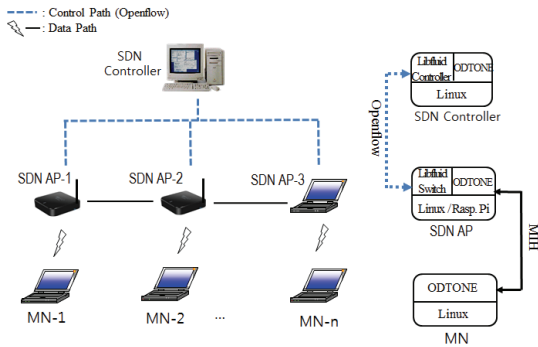 : Control Path (Openflow)
: Data Path
SDN
Controller
SDN AP-1
SDN AP-2
SDN AP-3
MN-1
MN-2
...
MN-n
Libfluid
Controller
ODTONE
Linux
SDN Controller
Openflow
Libfluid
Switch
ODTONE
Linux /Rasp. Pi
SDN AP
MIH
ODTONE
Linux
MN